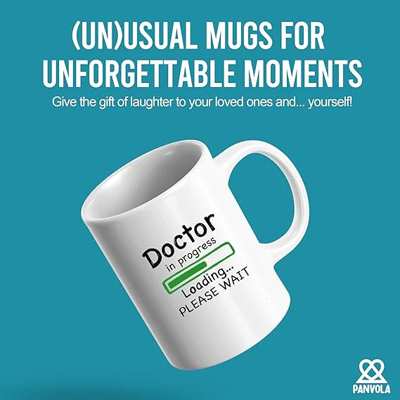 (UN)USUAL MUGS FOR
UNFORGETTABLE MOMENTS
Give the gift of laughter to your loved ones and... yourself!
Doctor
in progress
Loading...
PLEASE WAIT
PANVOLA